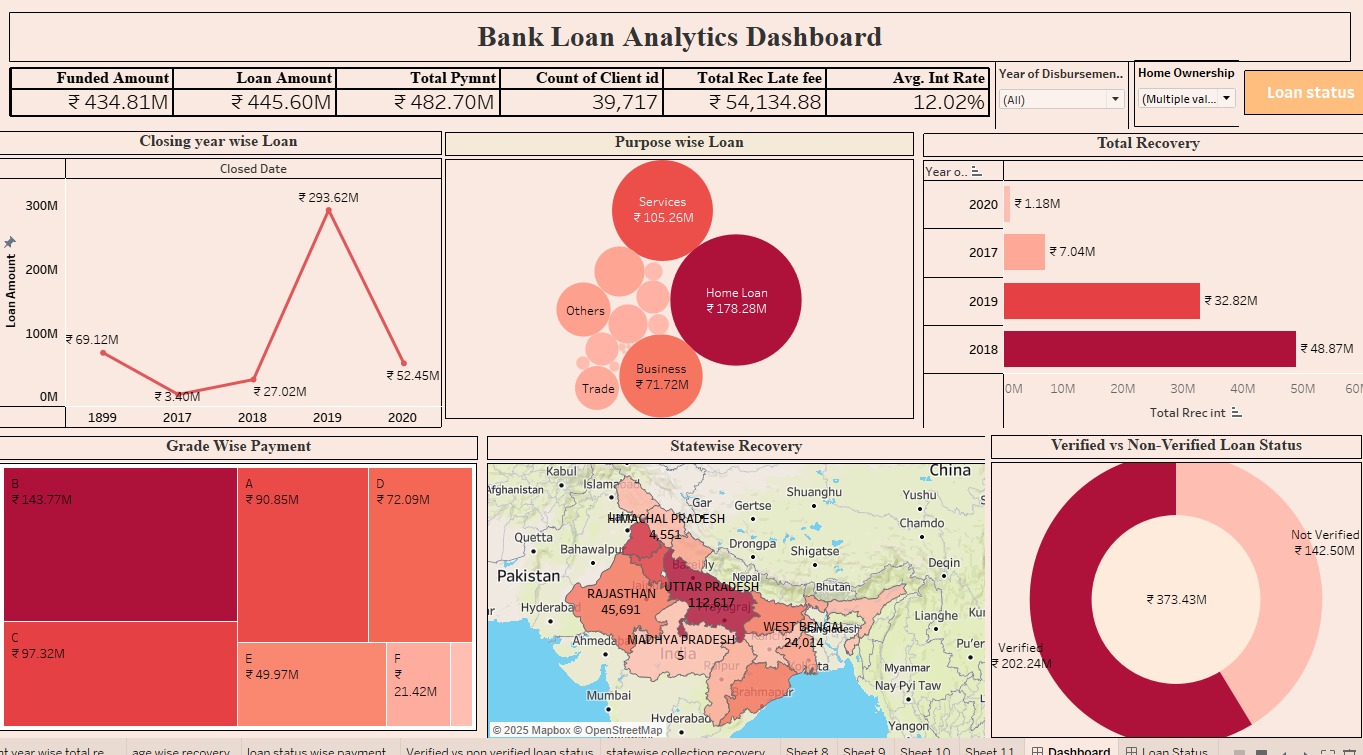 Bank Loan Analytics Dashboard
Funded Amount
Loan Amount
Total Pymnt
Count of Client id
Total Rec Late fee
Avg. Int Rate
₹ 434.81M
₹ 445.60M
₹ 482.70M
39,717
₹ 54,134.88
12.02%
Year of Disbursemen..
(All)
Home Ownership
(Multiple val...
Loan status
Closing year wise Loan
Closed Date
Loan Amount
300M
200M
100M
0M
₹ 69.12M
₹ 3.40M
₹ 27.02M
₹ 293.62M
₹ 52.45M
1899
2017
2018
2019
2020
Purpose wise Loan
Services
₹ 105.26M
Home Loan
₹ 178.28M
Others
Business
₹ 71.72M
Trade
Total Recovery
Year o..
2020
₹ 1.18M
2017
₹ 7.04M
2019
₹ 32.82M
2018
₹ 48.87M
0M
10M
20M
30M
40M
50M
Total Rrec int
Grade Wise Payment
B
₹ 143.77M
A
₹ 90.85M
D
₹ 72.09M
C
₹ 97.32M
E
₹ 49.97M
F
₹
21.42M
Statewise Recovery
China
Kabul
Afghanistan
Islamabad
Shuanghu
Yushu
Gar
Gertse
Chamdo
HIMACHAL PRADESH
4,551
Quetta
Bahawalpur
Drongpa
Shigatse
Deqin
Pakistan
Bareilly
Nepal
Bhutan
UTTAR PRADESH
112,617
Prayagraj
RAJASTHAN
45,691
Hyderabad
Lianghe
WEST BENGAL
24,014
Bangladesh
Ranchi
MADHYA PRADESH
5
India
Raipur
Kolkata
Myanmar
Mumbai
Brahmapur
Nay Pyi Taw
Hyderabad
Yangon
© 2025 Mapbox © OpenStreetMap
Verified vs Non-Verified Loan Status
Not Verified
₹ 142.50M
₹ 373.43M
Verified
₹ 202.24M
nt year wise total re...
age wise recovery
loan status wise payment
Verified vs non verified loan status
statewise collection recovery
Sheet 8
Sheet 9
Sheet 10
Sheet 11
Dashboard
Loan Status